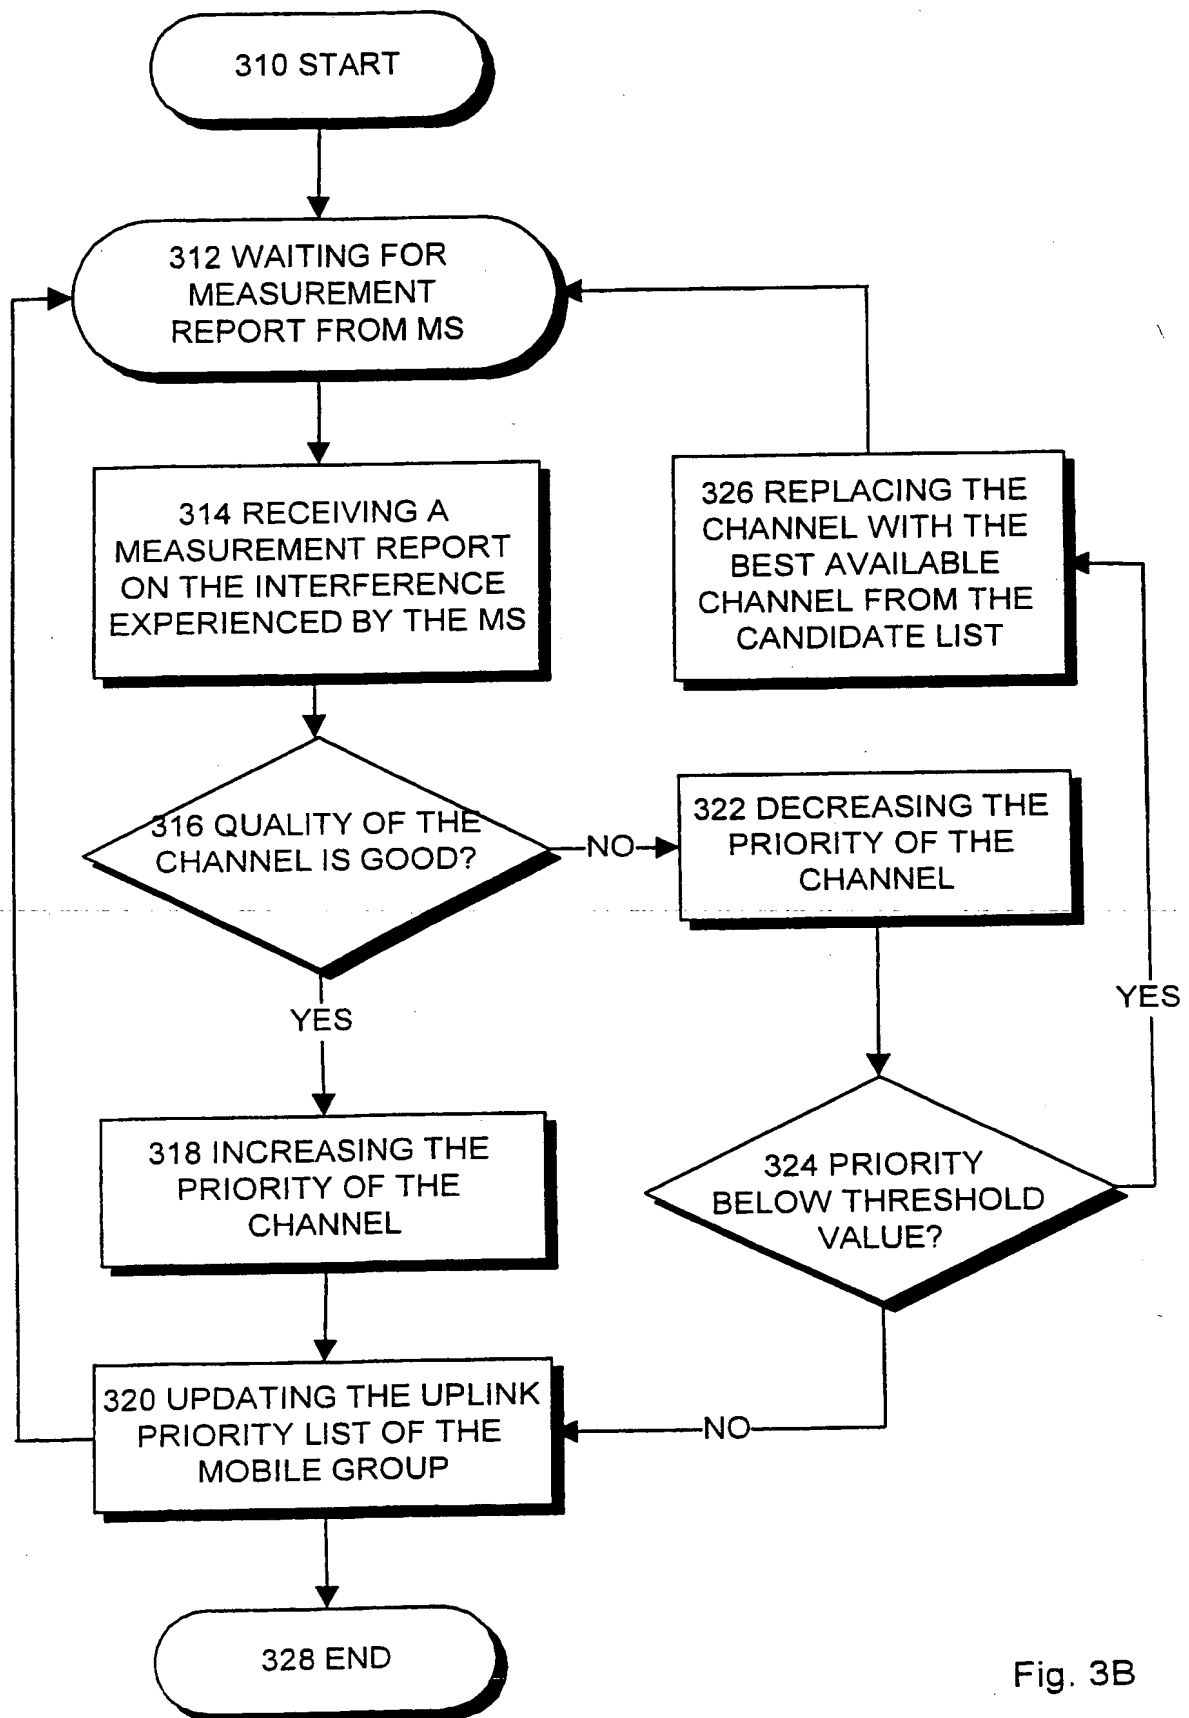 310 START
312 WAITING FOR
MEASUREMENT
REPORT FROM MS
314 RECEIVING A
MEASUREMENT REPORT
ON THE INTERFERENCE
EXPERIENCED BY THE MS
326 REPLACING THE
CHANNEL WITH THE
BEST AVAILABLE
CHANNEL FROM THE
CANDIDATE LIST
316 QUALITY OF THE
CHANNEL IS GOOD?
NO
322 DECREASING THE
PRIORITY OF THE
CHANNEL
YES
YES
318 INCREASING THE
PRIORITY OF THE
CHANNEL
324 PRIORITY
BELOW THRESHOLD
VALUE?
320 UPDATING THE UPLINK
PRIORITY LIST OF THE
MOBILE GROUP
NO
328 END
Fig. 3B